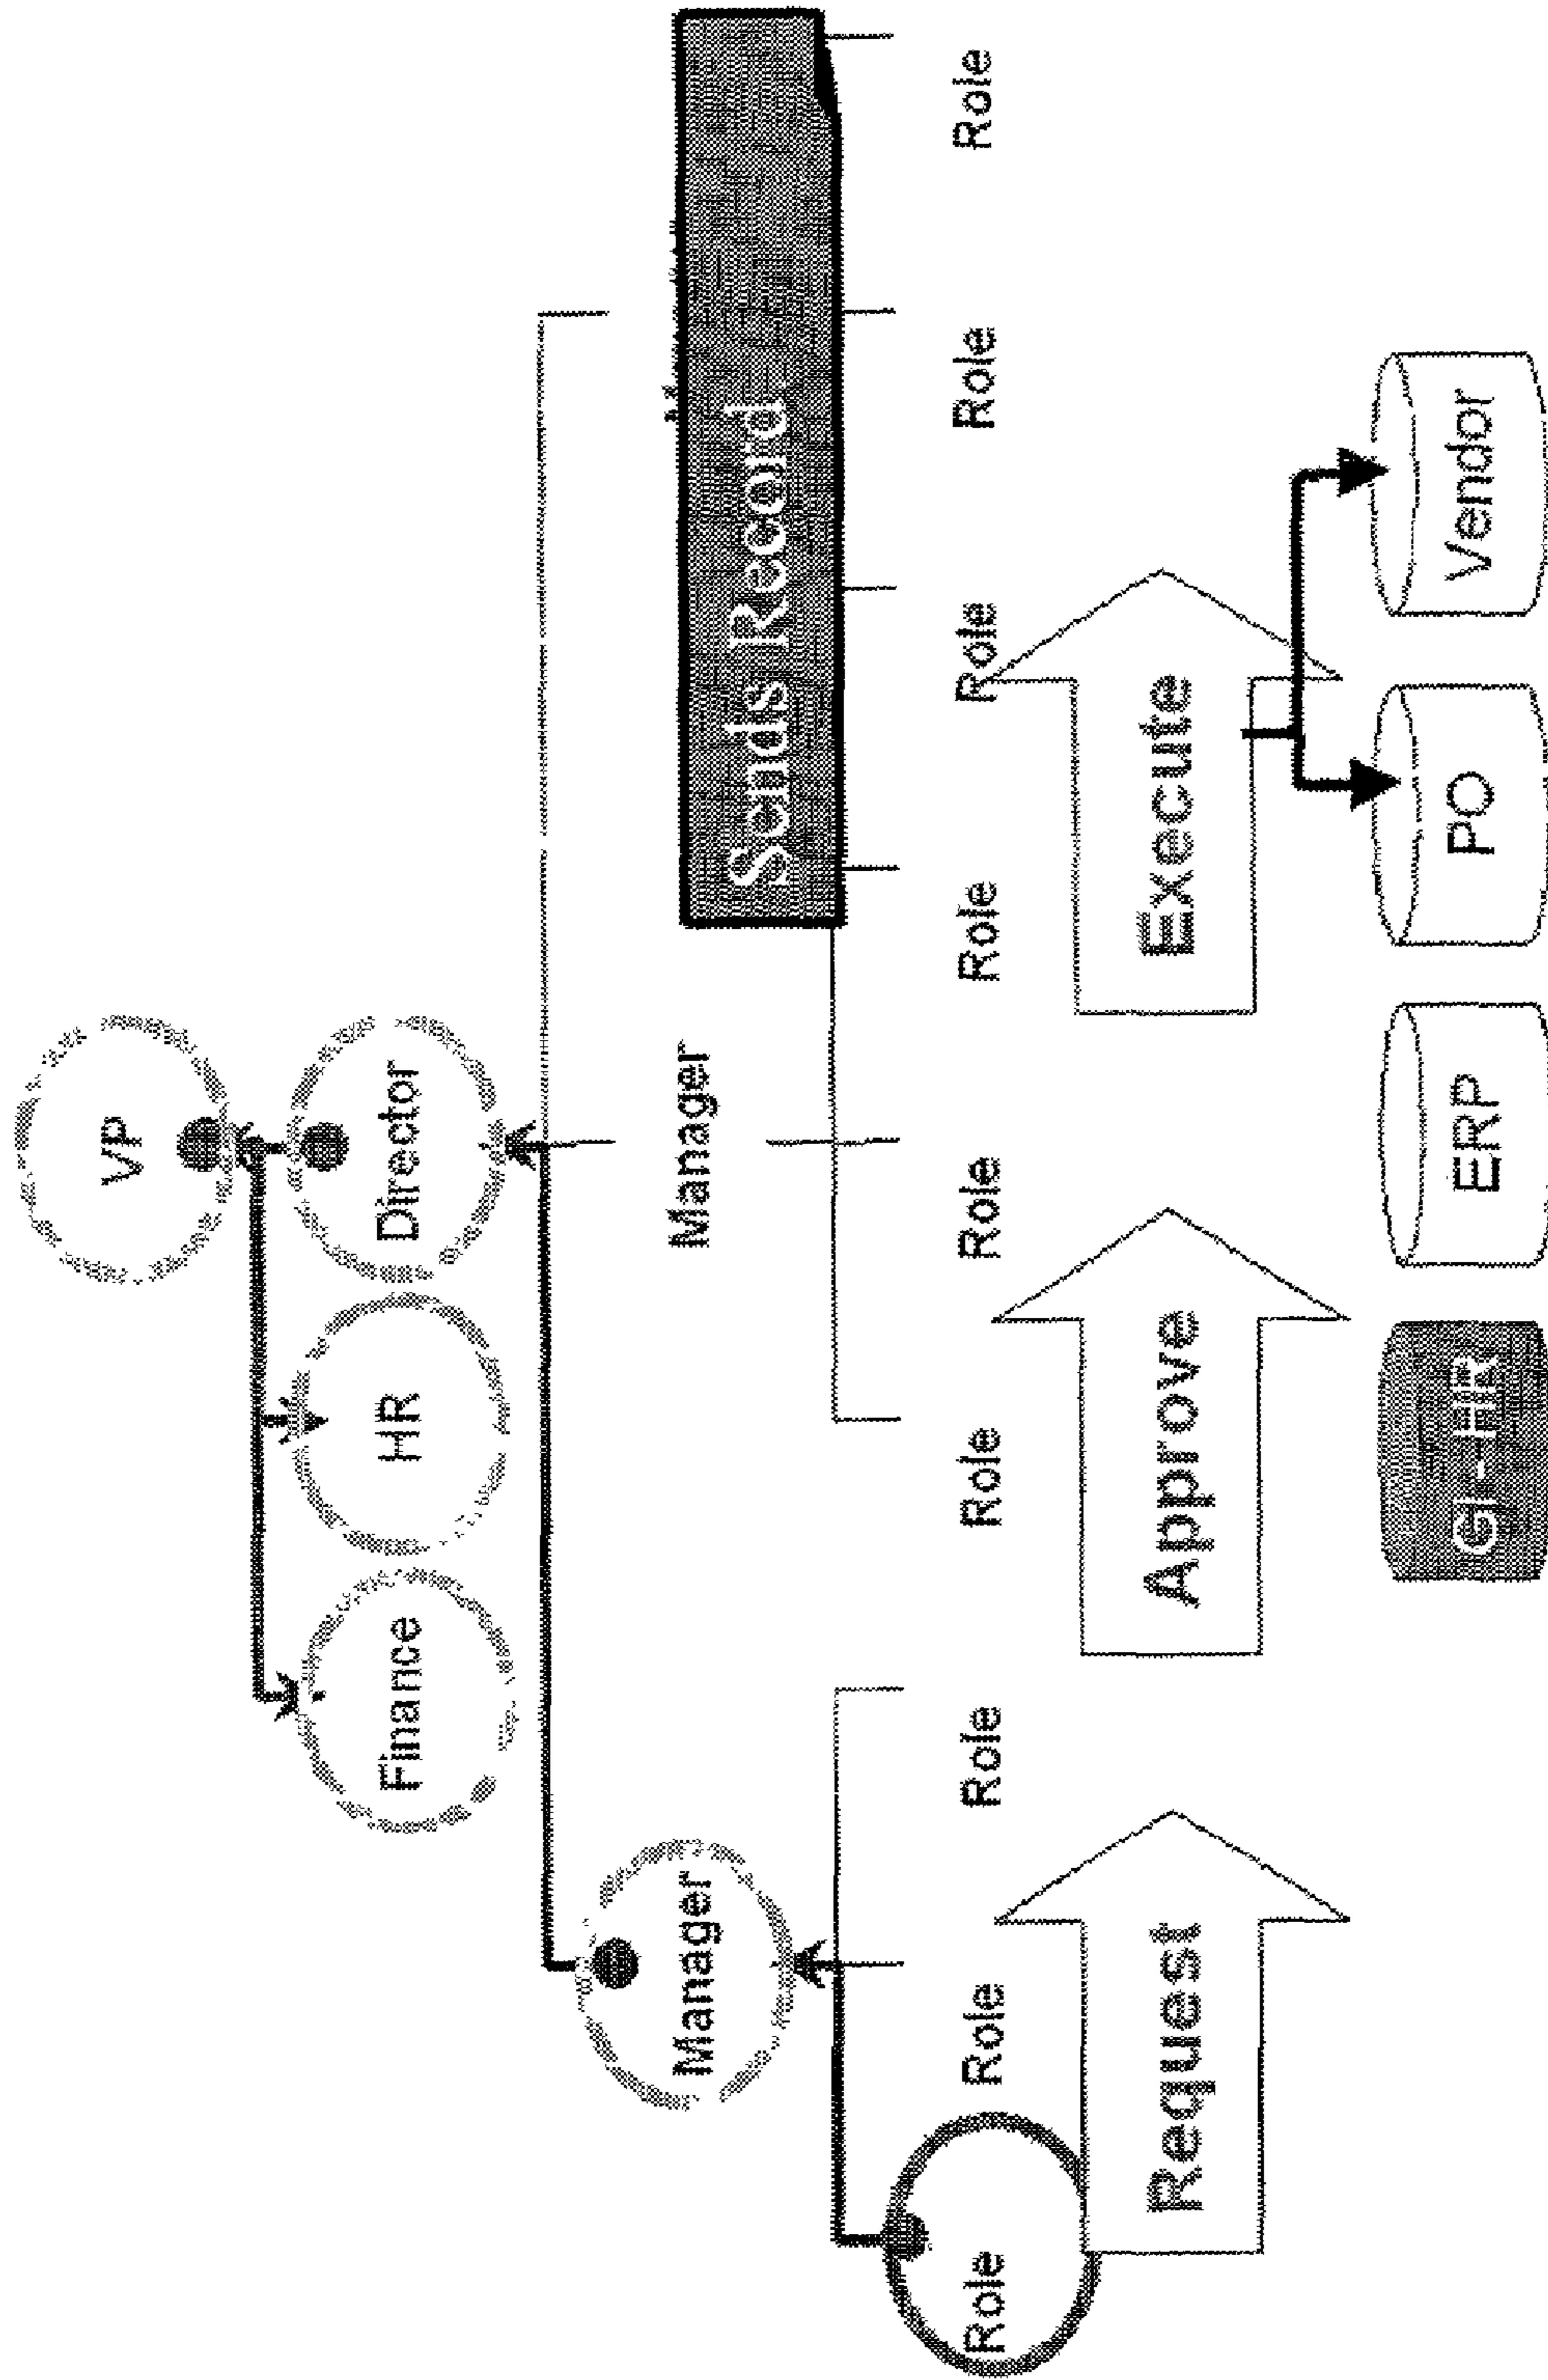 VP
Finance HR Director
Manager Manager
Sends Record
Role Role Role Role Role Role Role Role Role
Request Approve Execute
GL-HR ERP PO Vendor